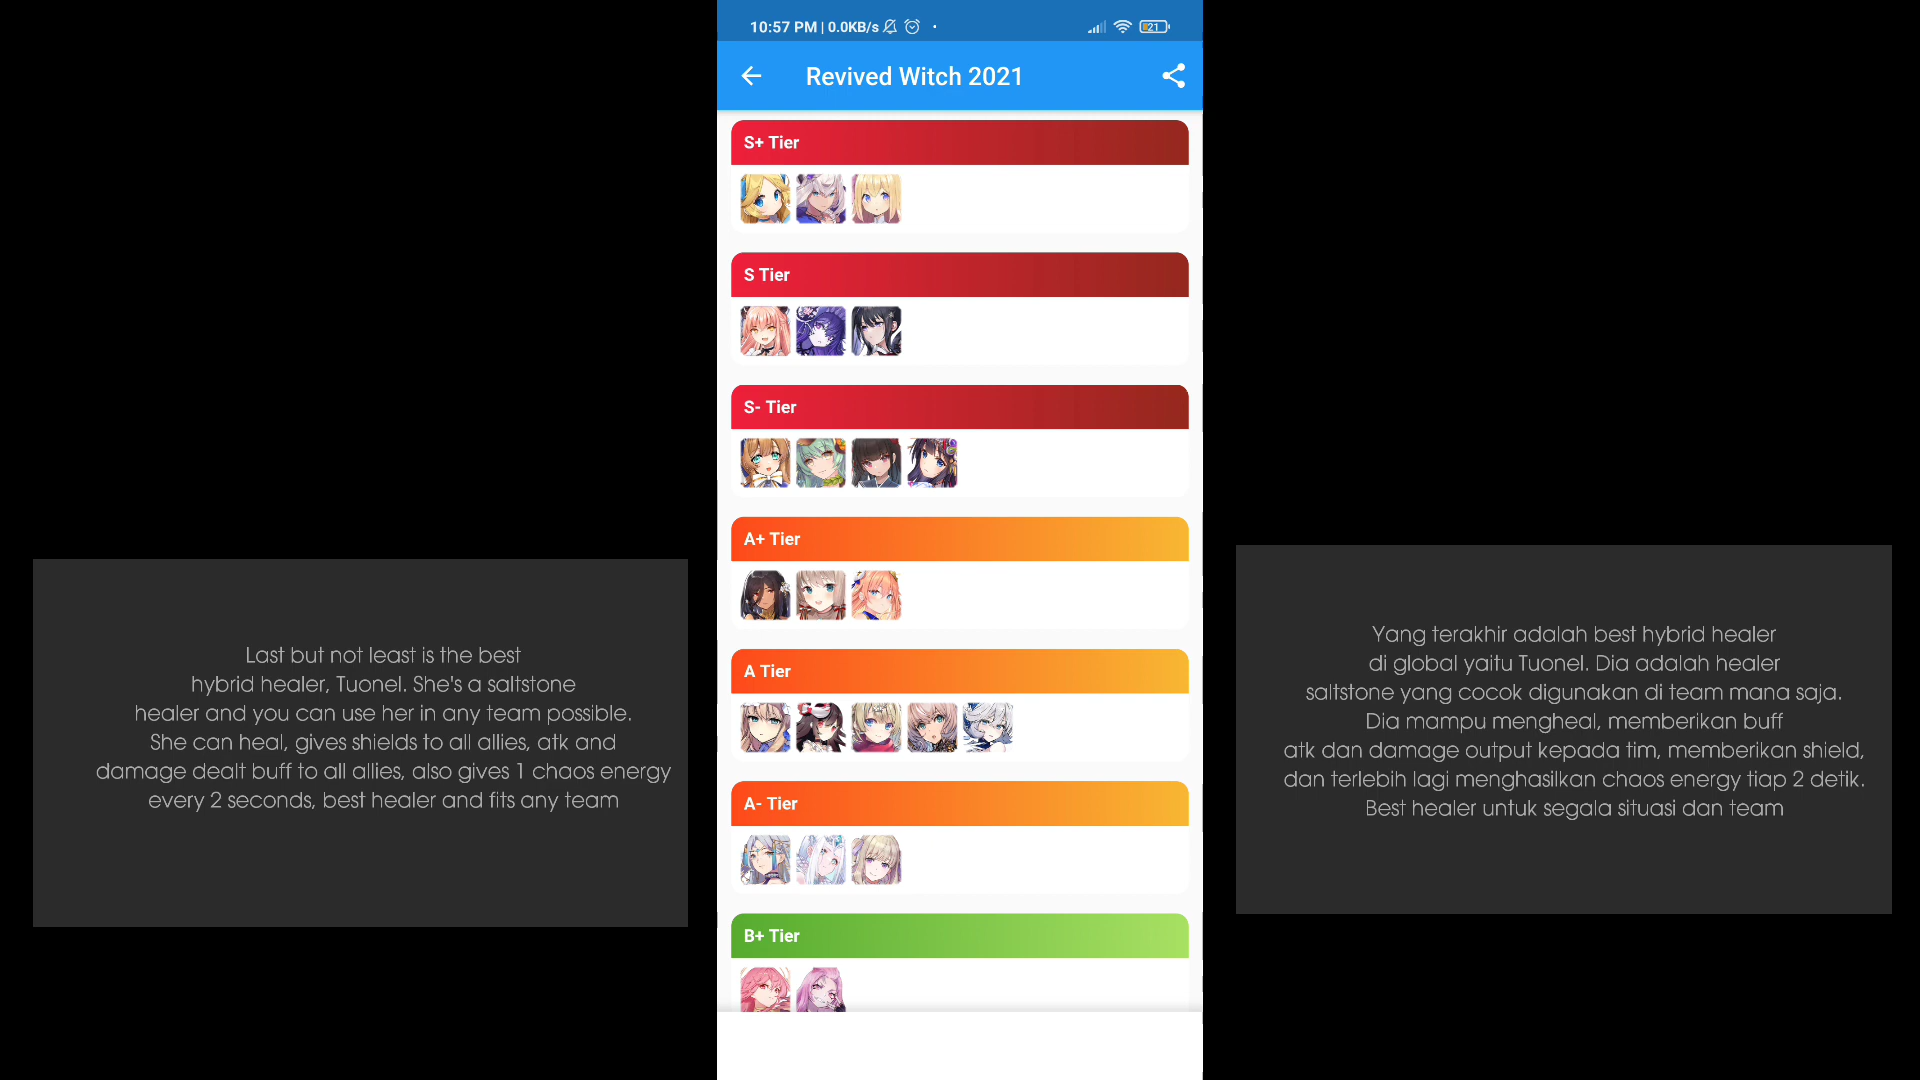 10:57 PM | 0.0KB/s
21
Revived Witch 2021
S+ Tier
S Tier
S- Tier
A+ Tier
A Tier
A- Tier
B+ Tier
Last but not least is the best
hybrid healer, Tuonel. She's a saltstone
healer and you can use her in any team possible.
She can heal, gives shields to all allies, atk and
damage dealt buff to all allies, also gives 1 chaos energy
every 2 seconds, best healer and fits any team
Yang terakhir adalah best hybrid healer
di global yaitu Tuonel. Dia adalah healer
saltstone yang cocok digunakan di team mana saja.
Dia mampu mengheal, memberikan buff
atk dan damage output kepada tim, memberikan shield,
dan terlebih lagi menghasilkan chaos energy tiap 2 detik.
Best healer untuk segala situasi dan team